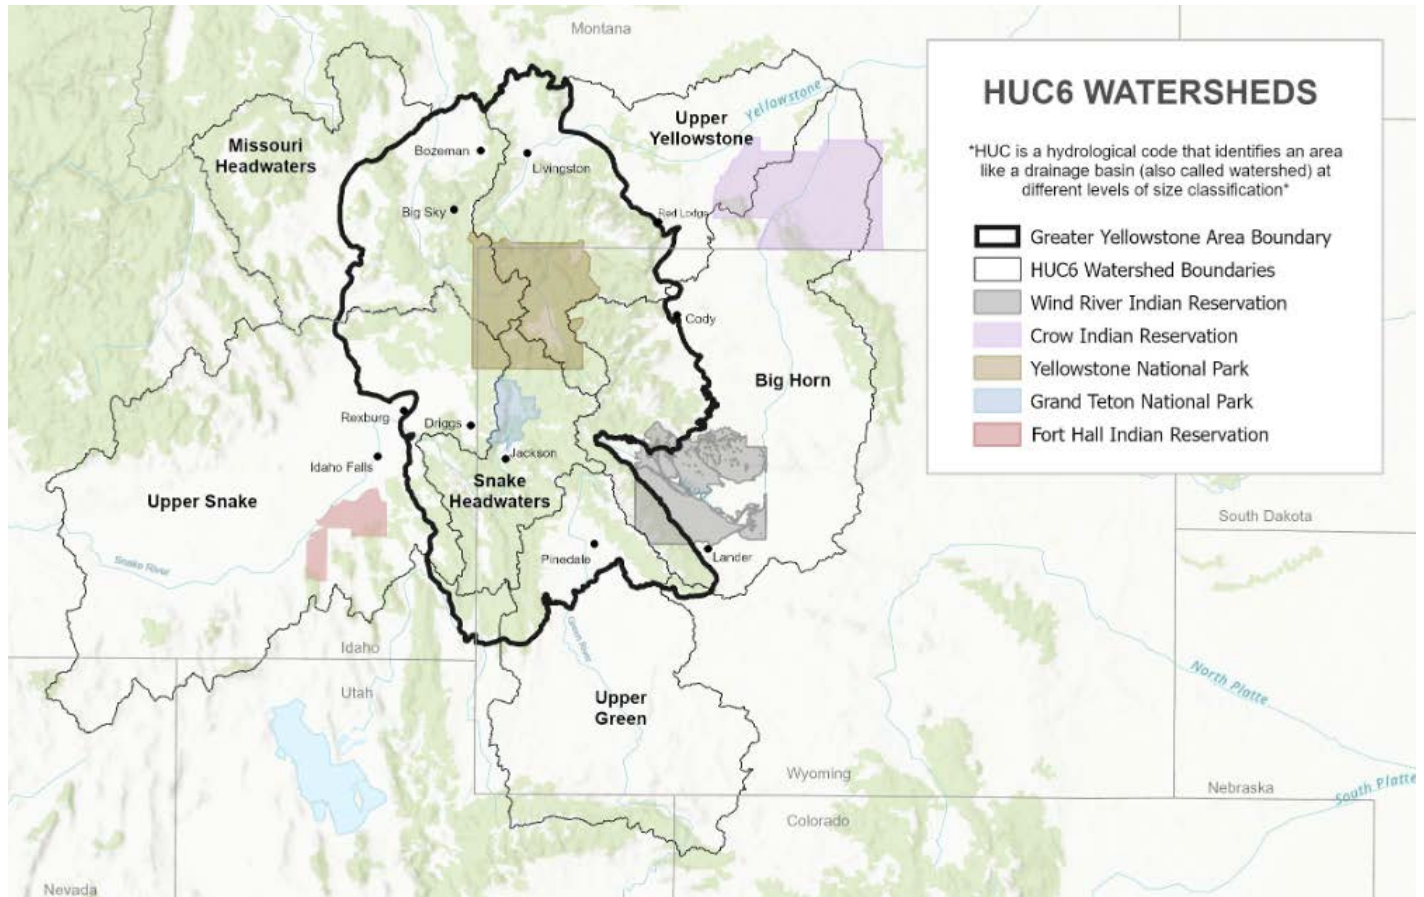 Montana
HUC6 WATERSHEDS
*HUC is a hydrological code that identifies an area
like a drainage basin (also called watershed) at
different levels of size classification*
Greater Yellowstone Area Boundary
HUC6 Watershed Boundaries
Wind River Indian Reservation
Crow Indian Reservation
Yellowstone National Park
Grand Teton National Park
Fort Hall Indian Reservation
Yellowstone
Upper
Yellowstone
Missouri
Headwaters
Bozeman
Livingston
Big Sky
Red Lodge
Cody
Big Horn
Rexburg
Driggs
Idaho Falls
Jackson
Snake
Headwaters
Upper Snake
Snake River
Pinedale
Lander
South Dakota
Green River
Idaho
Utah
Upper
Green
North Platte
Wyoming
Nebraska
South Platte
Colorado
Nevada